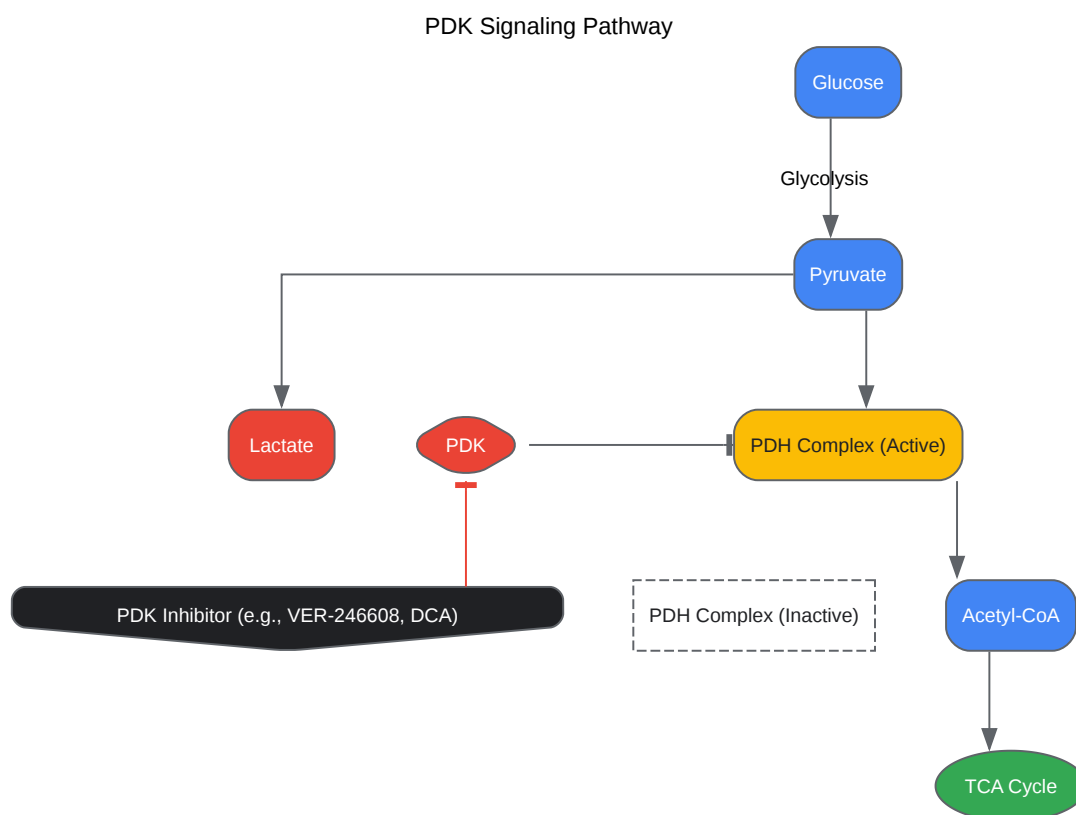 PDK Signaling Pathway
Glucose
Glycolysis
Pyruvate
Lactate
PDK
PDH Complex (Active)
PDK Inhibitor (e.g., VER-246608, DCA)
PDH Complex (Inactive)
Acetyl-CoA
TCA Cycle